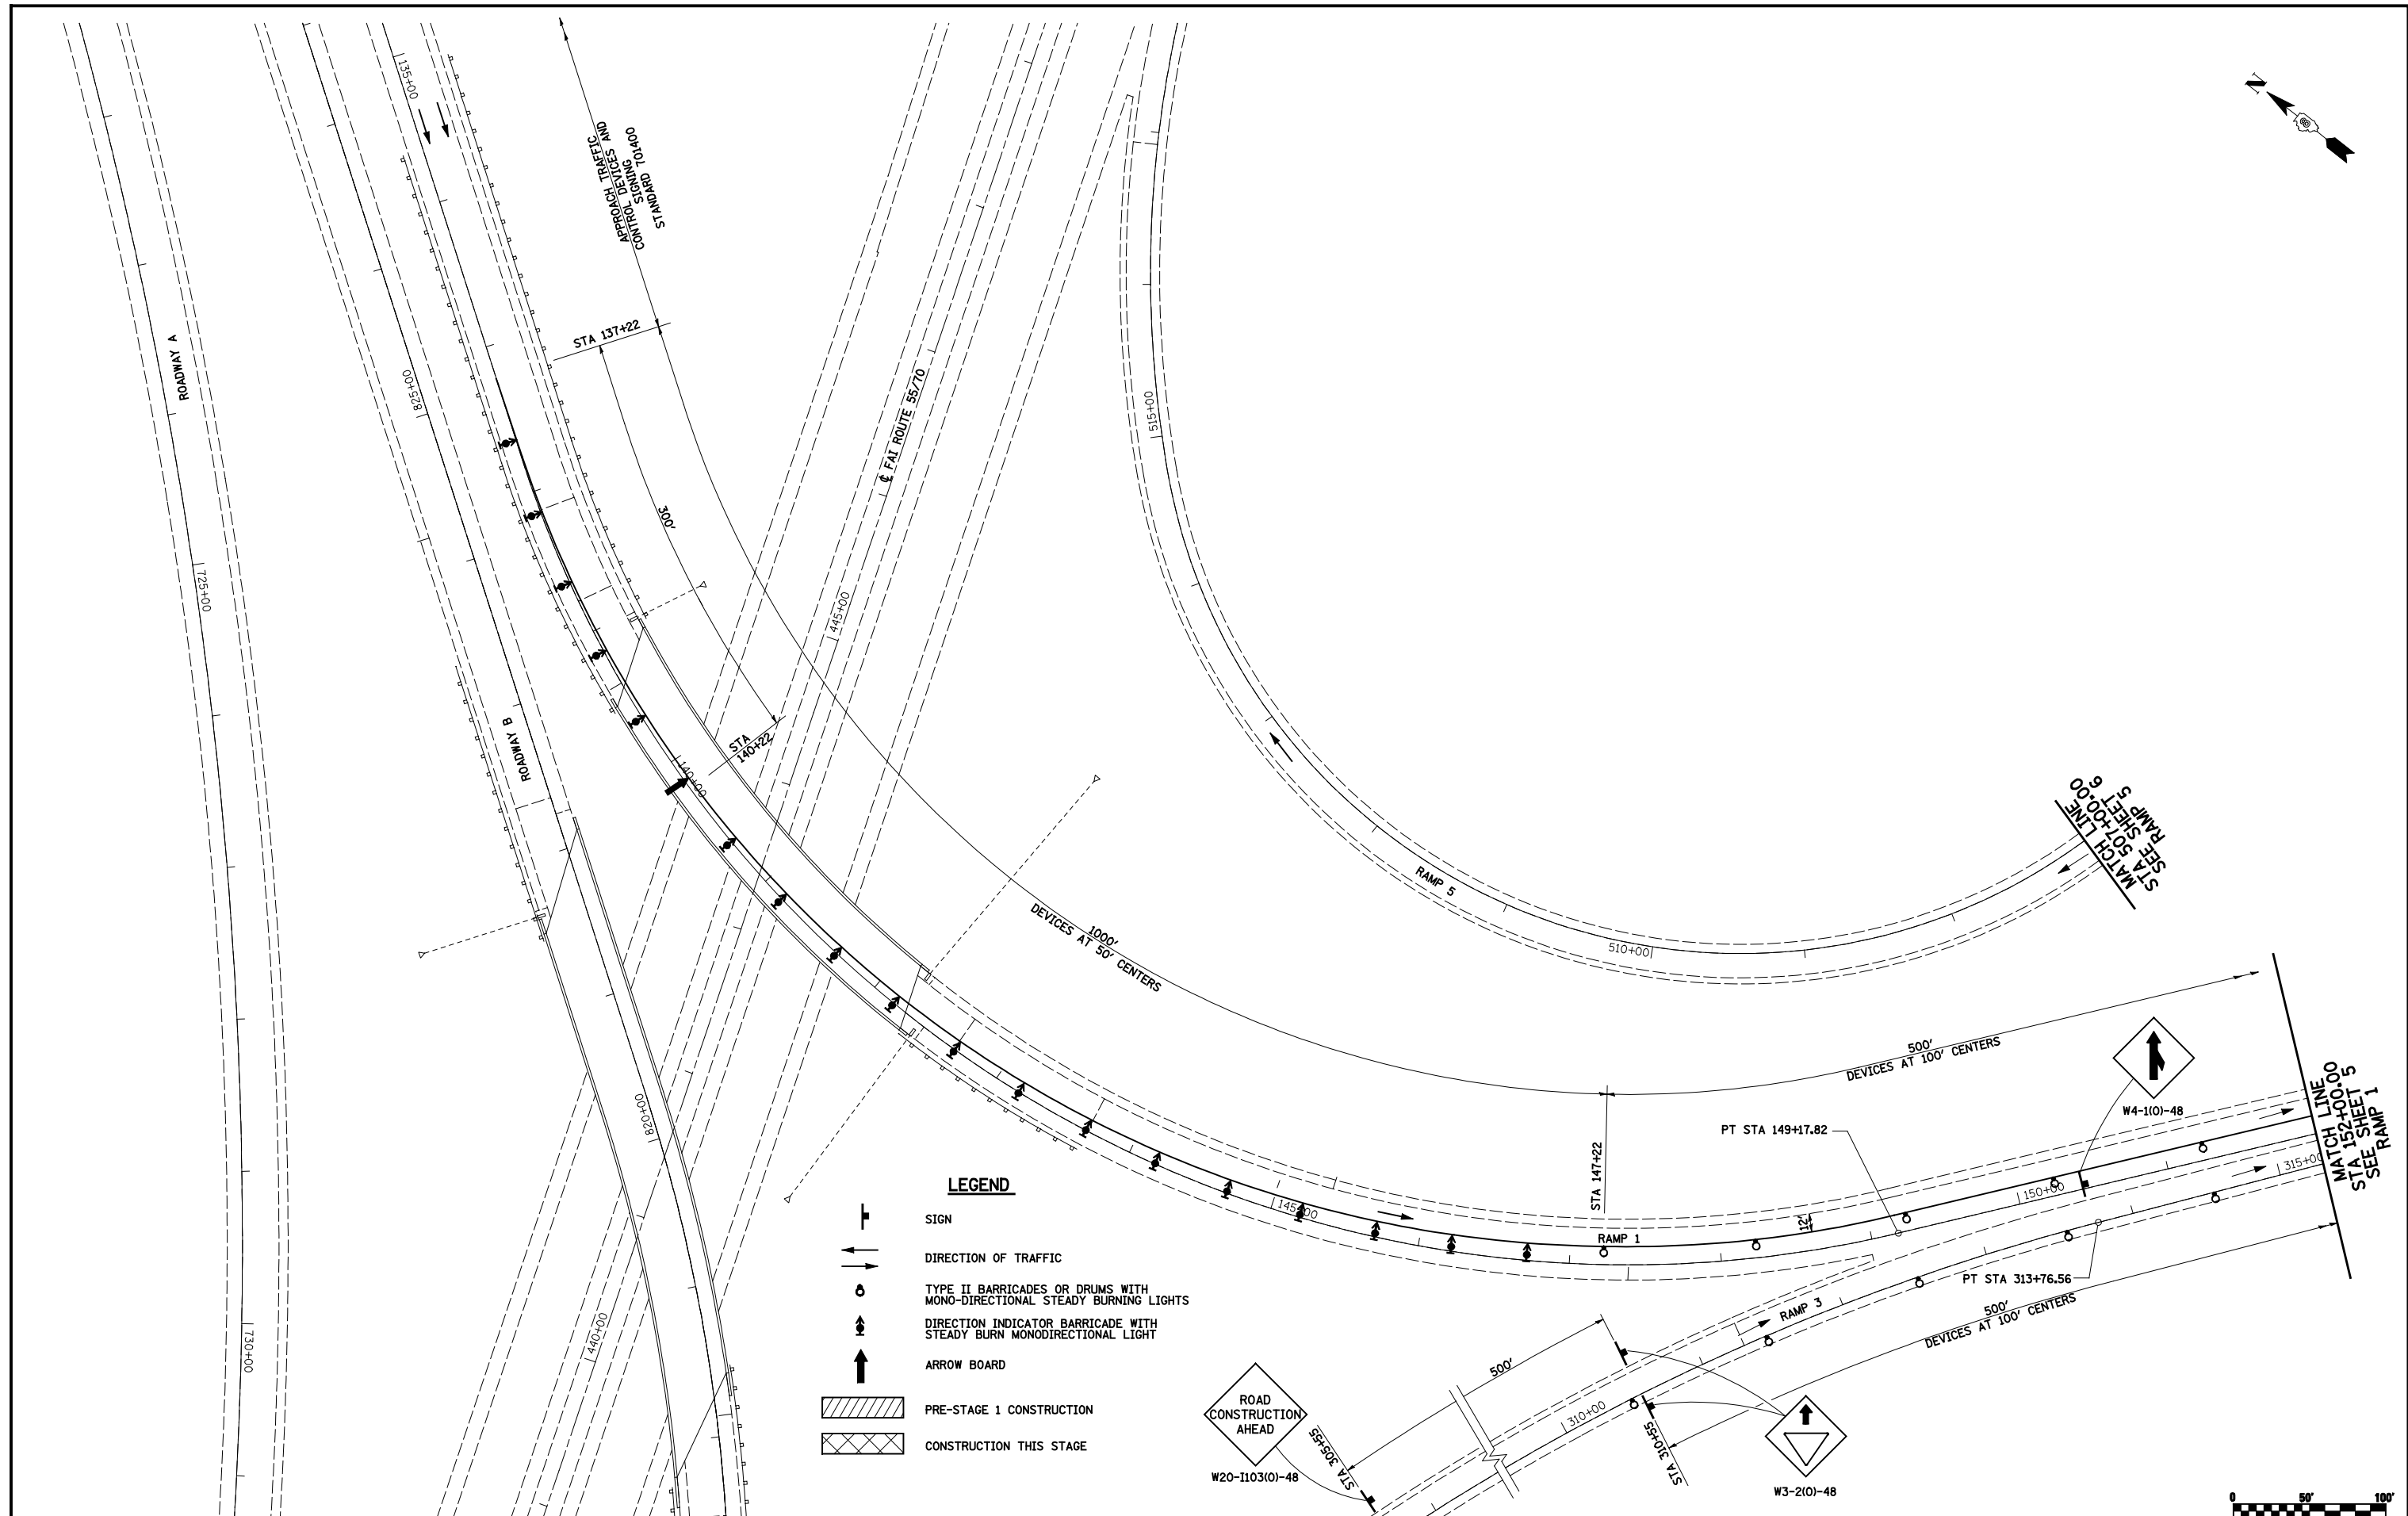 N
135+00
APPROACH TRAFFIC
CONTROL DEVICES AND
SIGNING
STANDARD 701400
STA 137+22
ROADWAY A
825+00
℄ FAI ROUTE 55/70
515+00
300'
725+00
445+00
ROADWAY B
STA
140+22
140+00
MATCH LINE
STA 507+00.00
SEE SHEET 6
RAMP 5
RAMP 5
1000'
DEVICES AT 50' CENTERS
510+00
500'
DEVICES AT 100' CENTERS
W4-1(O)-48
MATCH LINE
STA 152+00.00
SEE SHEET 5
RAMP 1
820+00
PT STA 149+17.82
STA 147+22
315+00
150+00
145+00
12'
RAMP 1
LEGEND
SIGN
DIRECTION OF TRAFFIC
TYPE II BARRICADES OR DRUMS WITH
MONO-DIRECTIONAL STEADY BURNING LIGHTS
DIRECTION INDICATOR BARRICADE WITH
STEADY BURN MONODIRECTIONAL LIGHT
ARROW BOARD
PRE-STAGE 1 CONSTRUCTION
CONSTRUCTION THIS STAGE
PT STA 313+76.56
RAMP 3
500'
DEVICES AT 100' CENTERS
440+00
730+00
500'
ROAD
CONSTRUCTION
AHEAD
W20-I103(O)-48
STA 305+55
310+00
STA 310+55
W3-2(O)-48
0 50' 100'